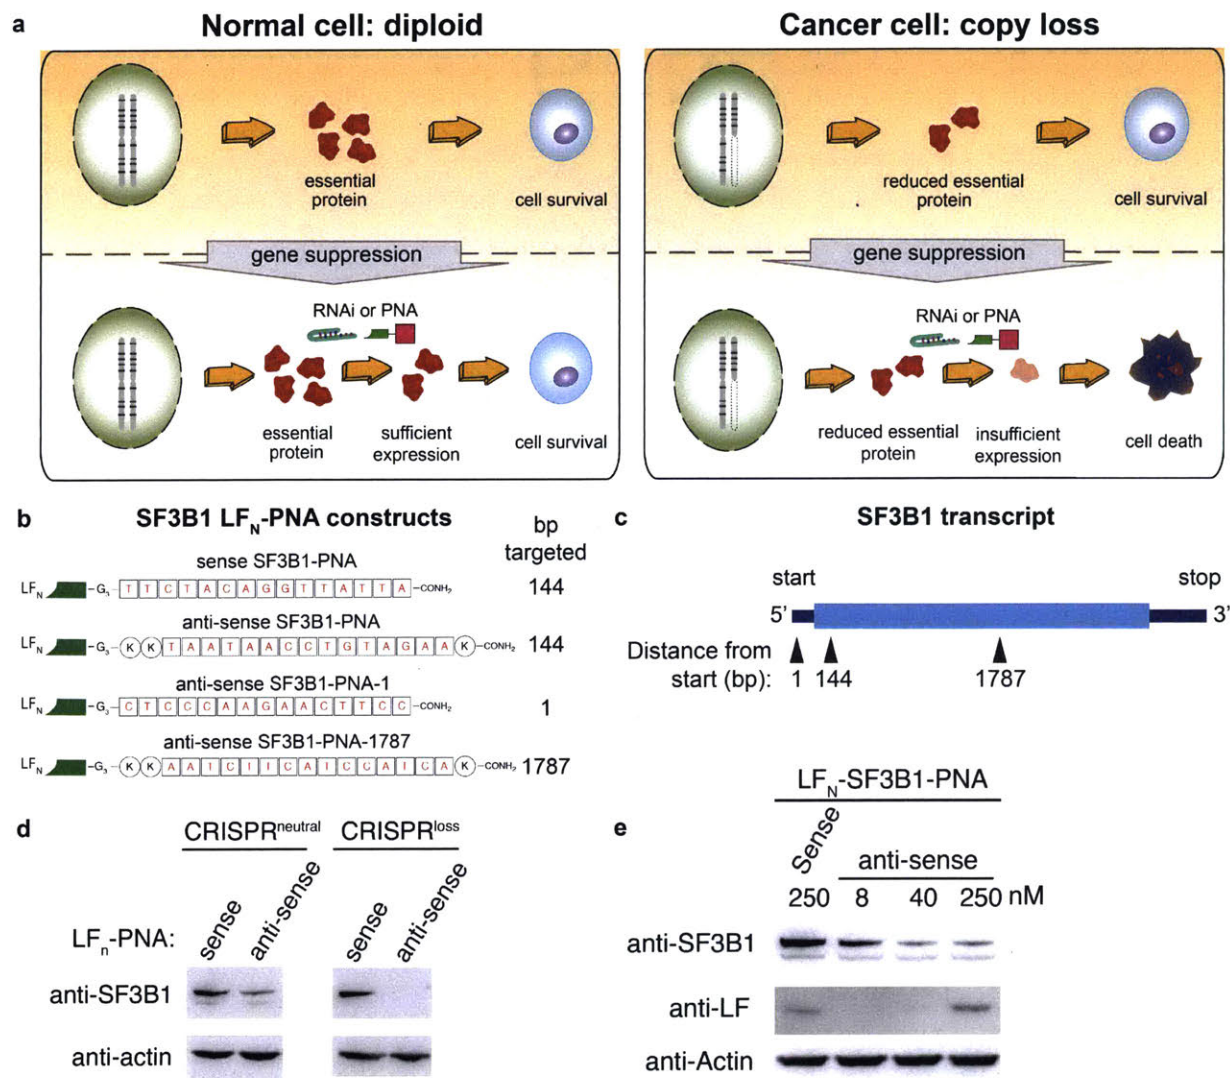 a
Normal cell: diploid
Cancer cell: copy loss
essential
protein
cell survival
reduced essential
protein
cell survival
gene suppression
gene suppression
RNAi or PNA
RNAi or PNA
essential
protein
sufficient
expression
cell survival
reduced essential
protein
insufficient
expression
cell death
b
SF3B1 LFN-PNA constructs
bp
targeted
sense SF3B1-PNA
LFN -G3- T T C T A C A G G T T A T T A -CONH2
144
anti-sense SF3B1-PNA
LFN -G3- K K T A A T A A C C T G T A G A A K -CONH2
144
anti-sense SF3B1-PNA-1
LFN -G3- C T C C C A A G A A C T T C C -CONH2
1
anti-sense SF3B1-PNA-1787
LFN -G3- K K A A T C T T C A T C C A T C A K -CONH2
1787
c
SF3B1 transcript
start
stop
5'
3'
Distance from
start (bp):
1
144
1787
d
CRISPRneutral
CRISPRloss
LFn-PNA:
sense
anti-sense
sense
anti-sense
anti-SF3B1
anti-actin
e
LFN-SF3B1-PNA
Sense
anti-sense
250 8 40 250 nM
anti-SF3B1
anti-LF
anti-Actin